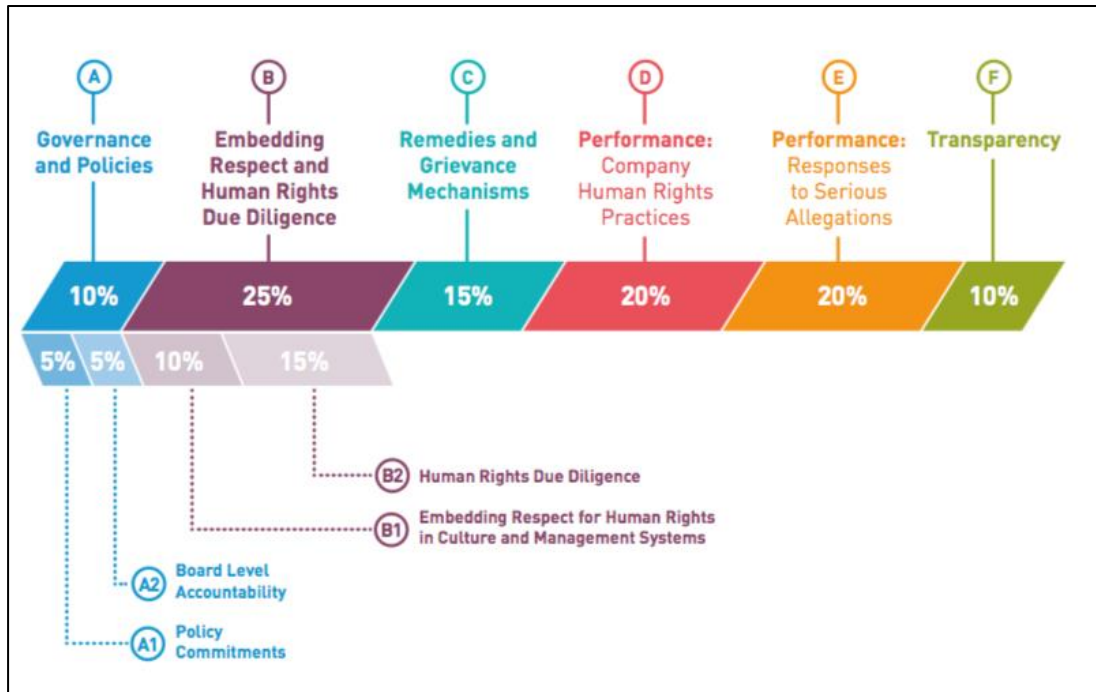 A
B
C
D
E
F
Governance
and Policies
Embedding
Respect and
Human Rights
Due Diligence
Remedies and
Grievance
Mechanisms
Performance:
Company
Human Rights
Practices
Performance:
Responses
to Serious
Allegations
Transparency
10%
25%
15%
20%
20%
10%
5%
5%
10%
15%
B2 Human Rights Due Diligence
B1 Embedding Respect for Human Rights
in Culture and Management Systems
A2 Board Level
Accountability
A1 Policy
Commitments